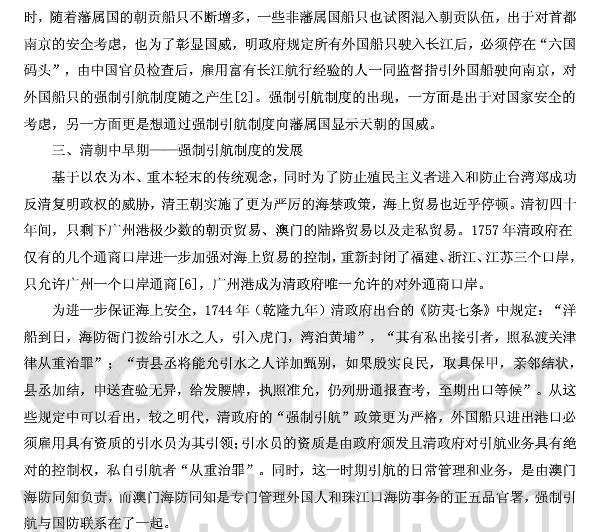 时，随着藩属国的朝贡船只不断增多，一些非藩属国船只也试图混入朝贡队伍，出于对首都
南京的安全考虑，也为了彰显国威，明政府规定所有外国船只驶入长江后，必须停在“六国
码头”，由中国官员检查后，雇用富有长江航行经验的人一同监督指引外国船驶向南京，对
外国船只的强制引航制度随之产生[2]。强制引航制度的出现，一方面是出于对国家安全的
考虑，另一方面更是想通过强制引航制度向藩属国显示天朝的国威。
三、清朝中早期——强制引航制度的发展
基于以农为本、重本轻末的传统观念，同时为了防止殖民主义者进入和防止台湾郑成功
反清复明政权的威胁，清王朝实施了更为严厉的海禁政策，海上贸易也近乎停顿。清初四十
年间，只剩下广州港极少数的朝贡贸易、澳门的陆路贸易以及走私贸易。1757年清政府在
仅有的几个通商口岸进一步加强对海上贸易的控制，重新封闭了福建、浙江、江苏三个口岸，
只允许广州一个口岸通商[6]，广州港成为清政府唯一允许的对外通商口岸。
为进一步保证海上安全，1744年（乾隆九年）清政府出台的《防夷七条》中规定：“洋
船到日，海防衙门拨给引水之人，引入虎门，湾泊黄埔”，“其有私出接引者，照私渡关津
律从重治罪”；“责县丞将能允引水之人详加甄别，如果殷实良民，取具保甲，亲邻结状，
县丞加结，申送查验无异，给发腰牌，执照准允，仍列册通报查考，至期出口等候”。从这
些规定中可以看出，较之明代，清政府的“强制引航”政策更为严格，外国船只进出港口必
须雇用具有资质的引水员为其引领；引水员的资质是由政府颁发且清政府对引航业务具有绝
对的控制权，私自引航者“从重治罪”。同时，这一时期引航的日常管理和业务，是由澳门
海防同知负责，而澳门海防同知是专门管理外国人和珠江口海防事务的正五品官署，强制引
航与国防联系在了一起。